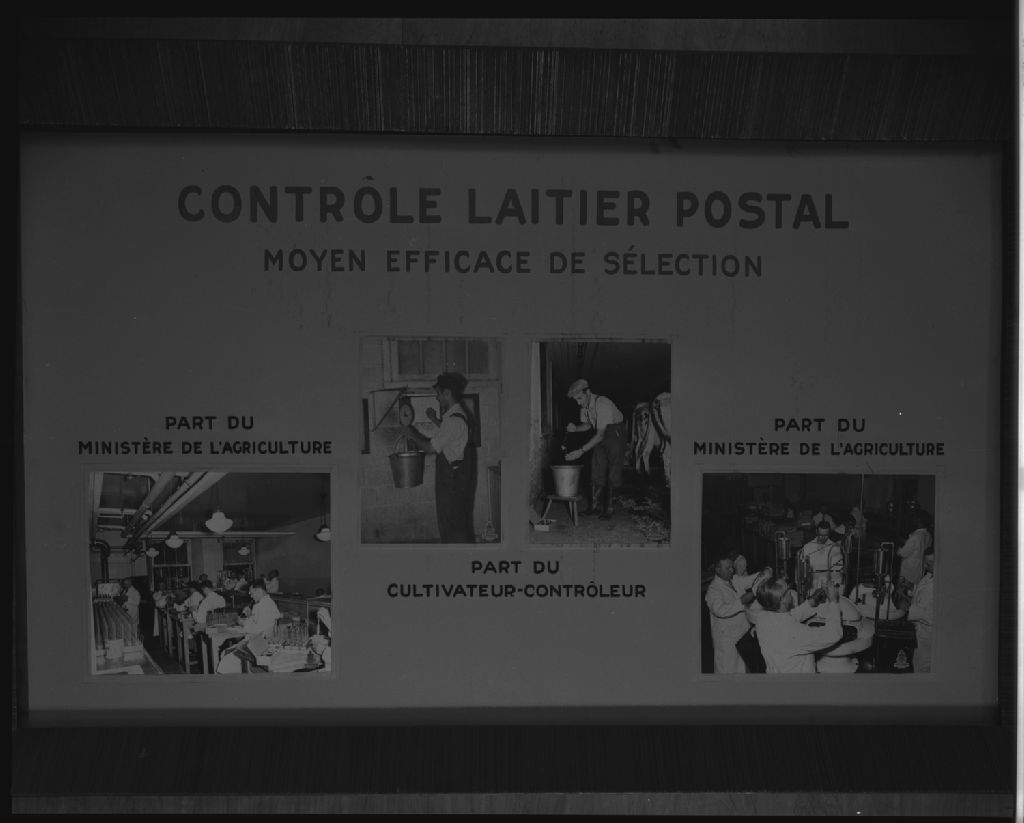 CONTRÔLE LAITIER POSTAL
MOYEN EFFICACE DE SÉLECTION
PART DU
MINISTÈRE DE L'AGRICULTURE
PART DU
CULTIVATEUR-CONTRÔLEUR
PART DU
MINISTÈRE DE L'AGRICULTURE